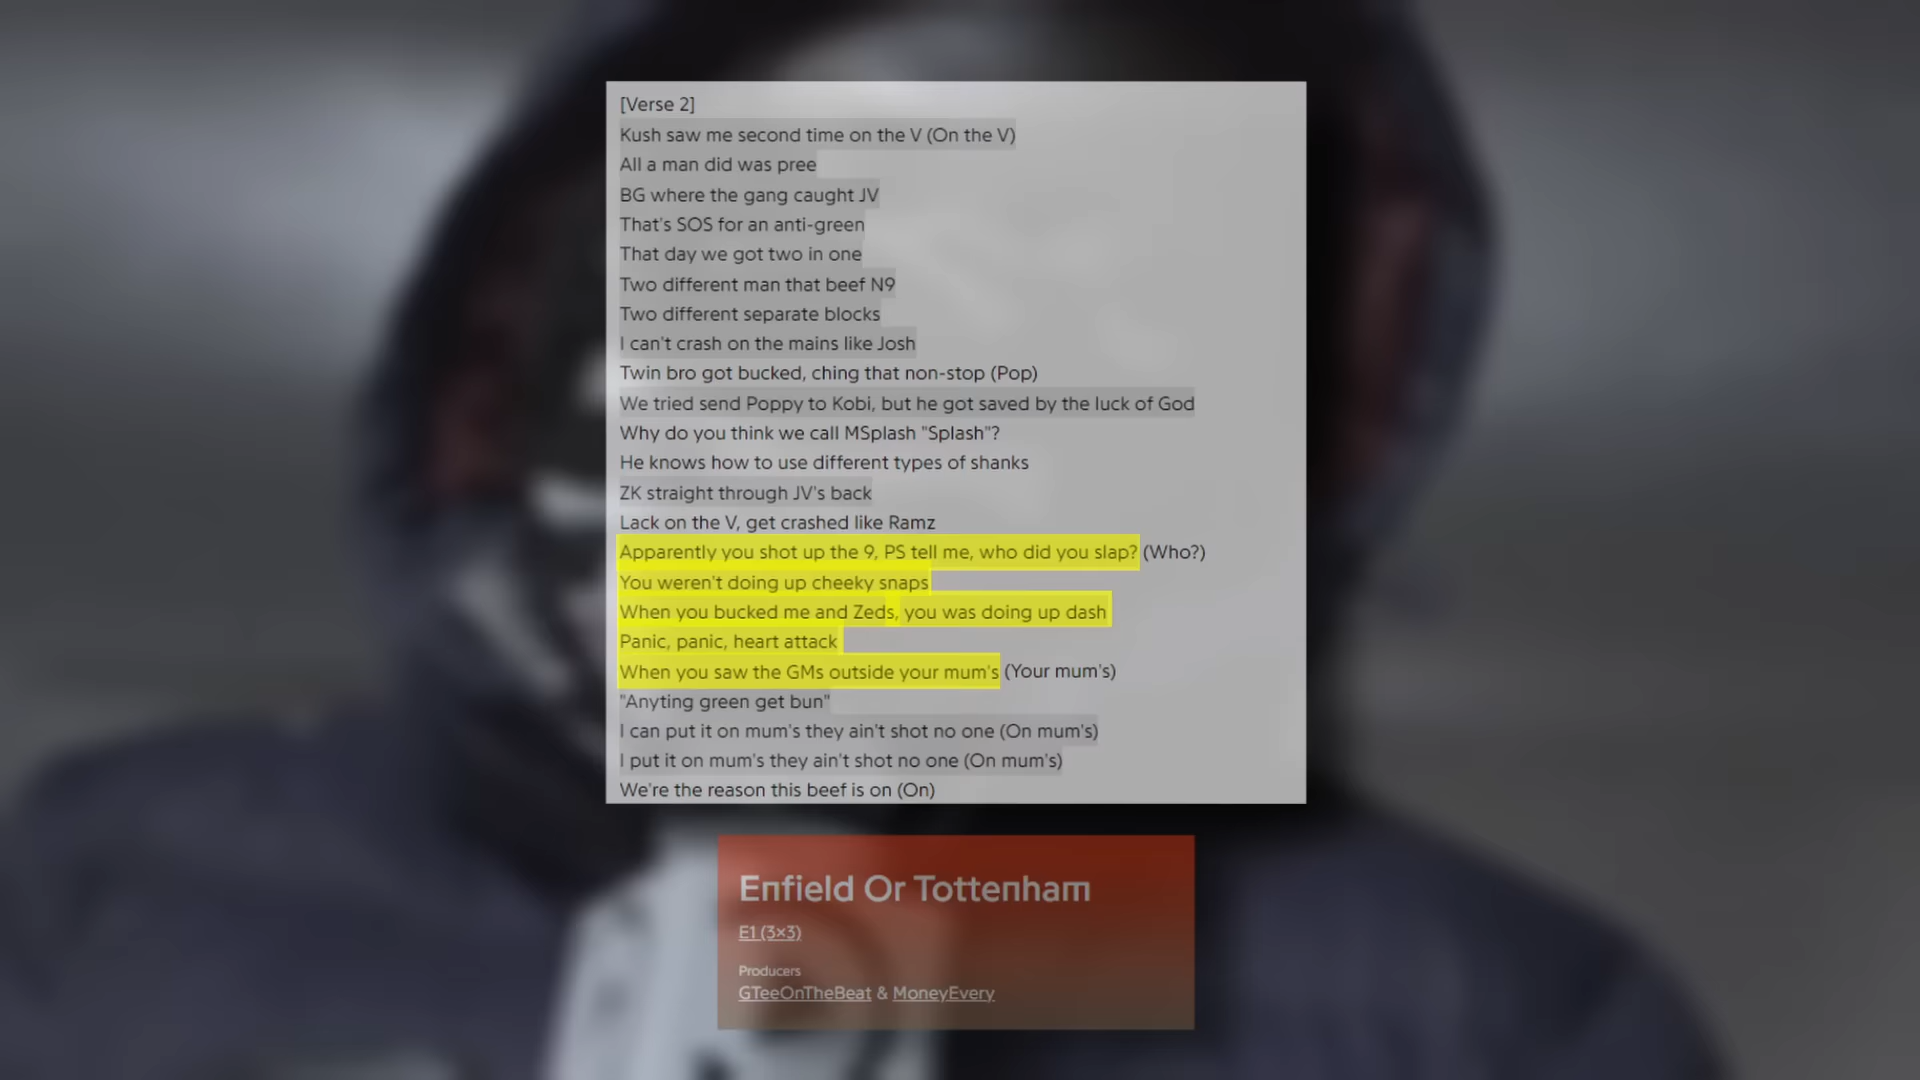 [Verse 2]
Kush saw me second time on the V (On the V)
All a man did was pree
BG where the gang caught JV
That's SOS for an anti-green
That day we got two in one
Two different man that beef N9
Two different separate blocks
I can't crash on the mains like Josh
Twin bro got bucked, ching that non-stop (Pop)
We tried send Poppy to Kobi, but he got saved by the luck of God
Why do you think we call MSplash "Splash"?
He knows how to use different types of shanks
ZK straight through JV's back
Lack on the V, get crashed like Ramz
Apparently you shot up the 9, PS tell me, who did you slap? (Who?)
You weren't doing up cheeky snaps
When you bucked me and Zeds, you was doing up dash
Panic, panic, heart attack
When you saw the GMs outside your mum's (Your mum's)
"Anyting green get bun"
I can put it on mum's they ain't shot no one (On mum's)
I put it on mum's they ain't shot no one (On mum's)
We're the reason this beef is on (On)
Enfield Or Tottenham
E1 (3×3)
Producers
GTeeOnTheBeat & MoneyEvery